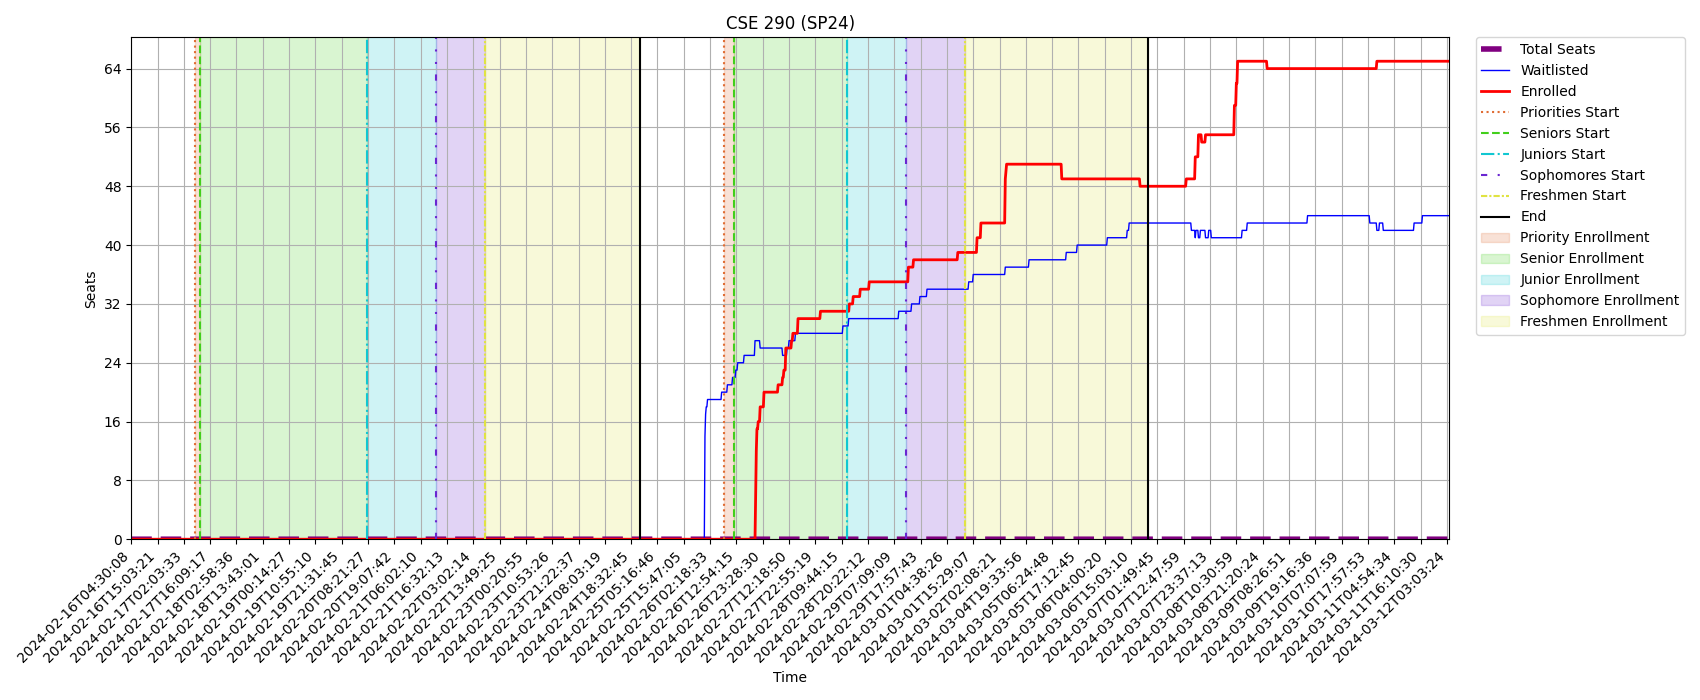 CSE 290 (SP24)
Total Seats
Waitlisted
Enrolled
Priorities Start
Seniors Start
Juniors Start
Sophomores Start
Freshmen Start
End
Priority Enrollment
Senior Enrollment
Junior Enrollment
Sophomore Enrollment
Freshmen Enrollment
Seats
64
56
48
40
32
24
16
8
0
2024-02-16T04:30:08
2024-02-16T15:03:21
2024-02-17T02:03:33
2024-02-17T16:09:17
2024-02-18T02:58:36
2024-02-18T13:43:01
2024-02-19T00:14:27
2024-02-19T10:55:10
2024-02-19T21:31:45
2024-02-20T08:21:27
2024-02-20T19:07:42
2024-02-21T06:02:10
2024-02-21T16:32:13
2024-02-22T03:02:14
2024-02-22T13:49:25
2024-02-23T00:20:55
2024-02-23T10:53:26
2024-02-23T21:22:37
2024-02-24T08:03:19
2024-02-24T18:32:45
2024-02-25T05:16:46
2024-02-25T15:47:05
2024-02-26T02:18:33
2024-02-26T12:54:15
2024-02-26T23:28:30
2024-02-27T12:18:50
2024-02-27T22:55:19
2024-02-28T09:44:15
2024-02-28T20:22:12
2024-02-29T07:09:09
2024-02-29T17:57:43
2024-03-01T04:38:26
2024-03-01T15:29:07
2024-03-02T02:08:21
2024-03-04T19:33:56
2024-03-05T06:24:48
2024-03-05T17:12:45
2024-03-06T04:00:20
2024-03-06T15:03:10
2024-03-07T01:49:45
2024-03-07T12:47:59
2024-03-07T23:37:13
2024-03-08T10:30:59
2024-03-08T21:20:24
2024-03-09T08:26:51
2024-03-09T19:16:36
2024-03-10T07:07:59
2024-03-10T17:57:53
2024-03-11T04:54:34
2024-03-11T16:10:30
2024-03-12T03:03:24
Time